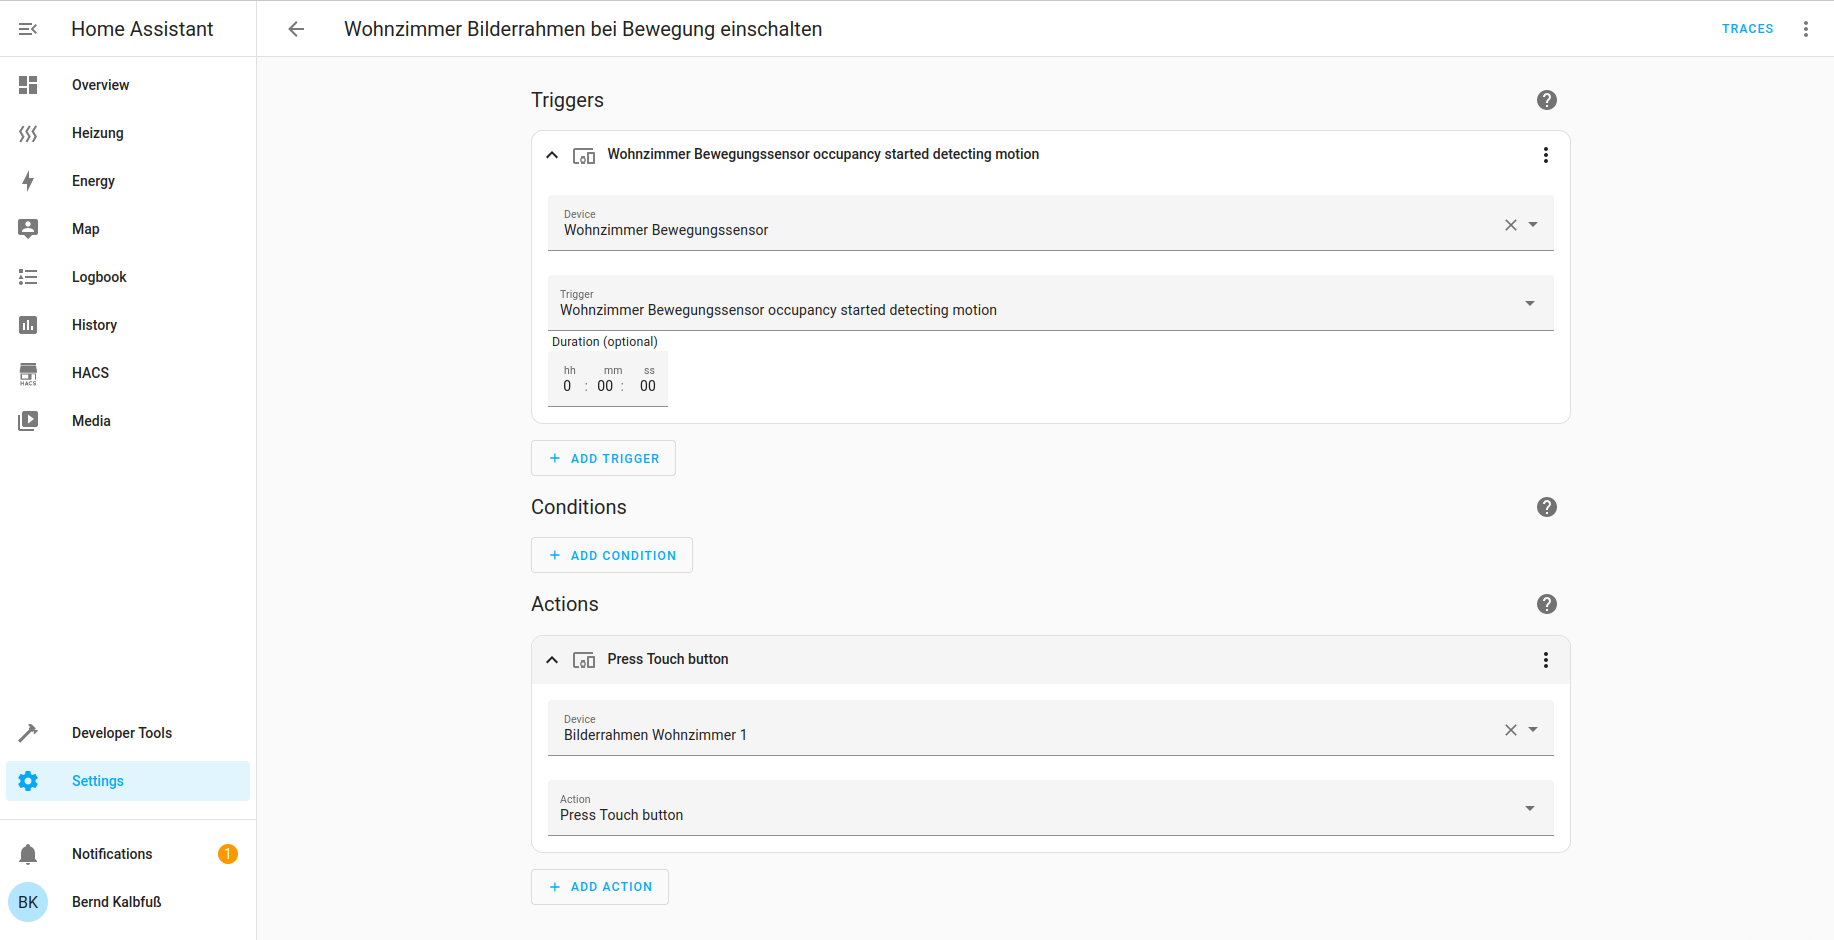 Home Assistant
Wohnzimmer Bilderrahmen bei Bewegung einschalten
TRACES
Overview
Heizung
Energy
Map
Logbook
History
HACS
HACS
Media
Developer Tools
Settings
Notifications
1
BK
Bernd Kalbfuß
Triggers
?
Wohnzimmer Bewegungssensor occupancy started detecting motion
Device
Wohnzimmer Bewegungssensor
Trigger
Wohnzimmer Bewegungssensor occupancy started detecting motion
Duration (optional)
hh mm ss
0 : 00 : 00
+ ADD TRIGGER
Conditions
?
+ ADD CONDITION
Actions
?
Press Touch button
Device
Bilderrahmen Wohnzimmer 1
Action
Press Touch button
+ ADD ACTION